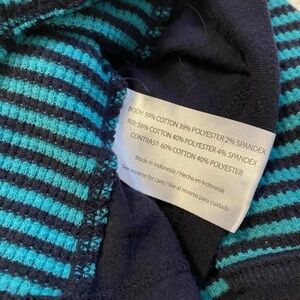 BODY: 59% COTTON 39% POLYESTER 2% SPANDEX
RIB: 56% COTTON 40% POLYESTER 4% SPANDEX
CONTRAST: 60% COTTON 40% POLYESTER
Made in Indonesia / Hecho en Indonesia
See reverse for care / Ver al revés para cuidado